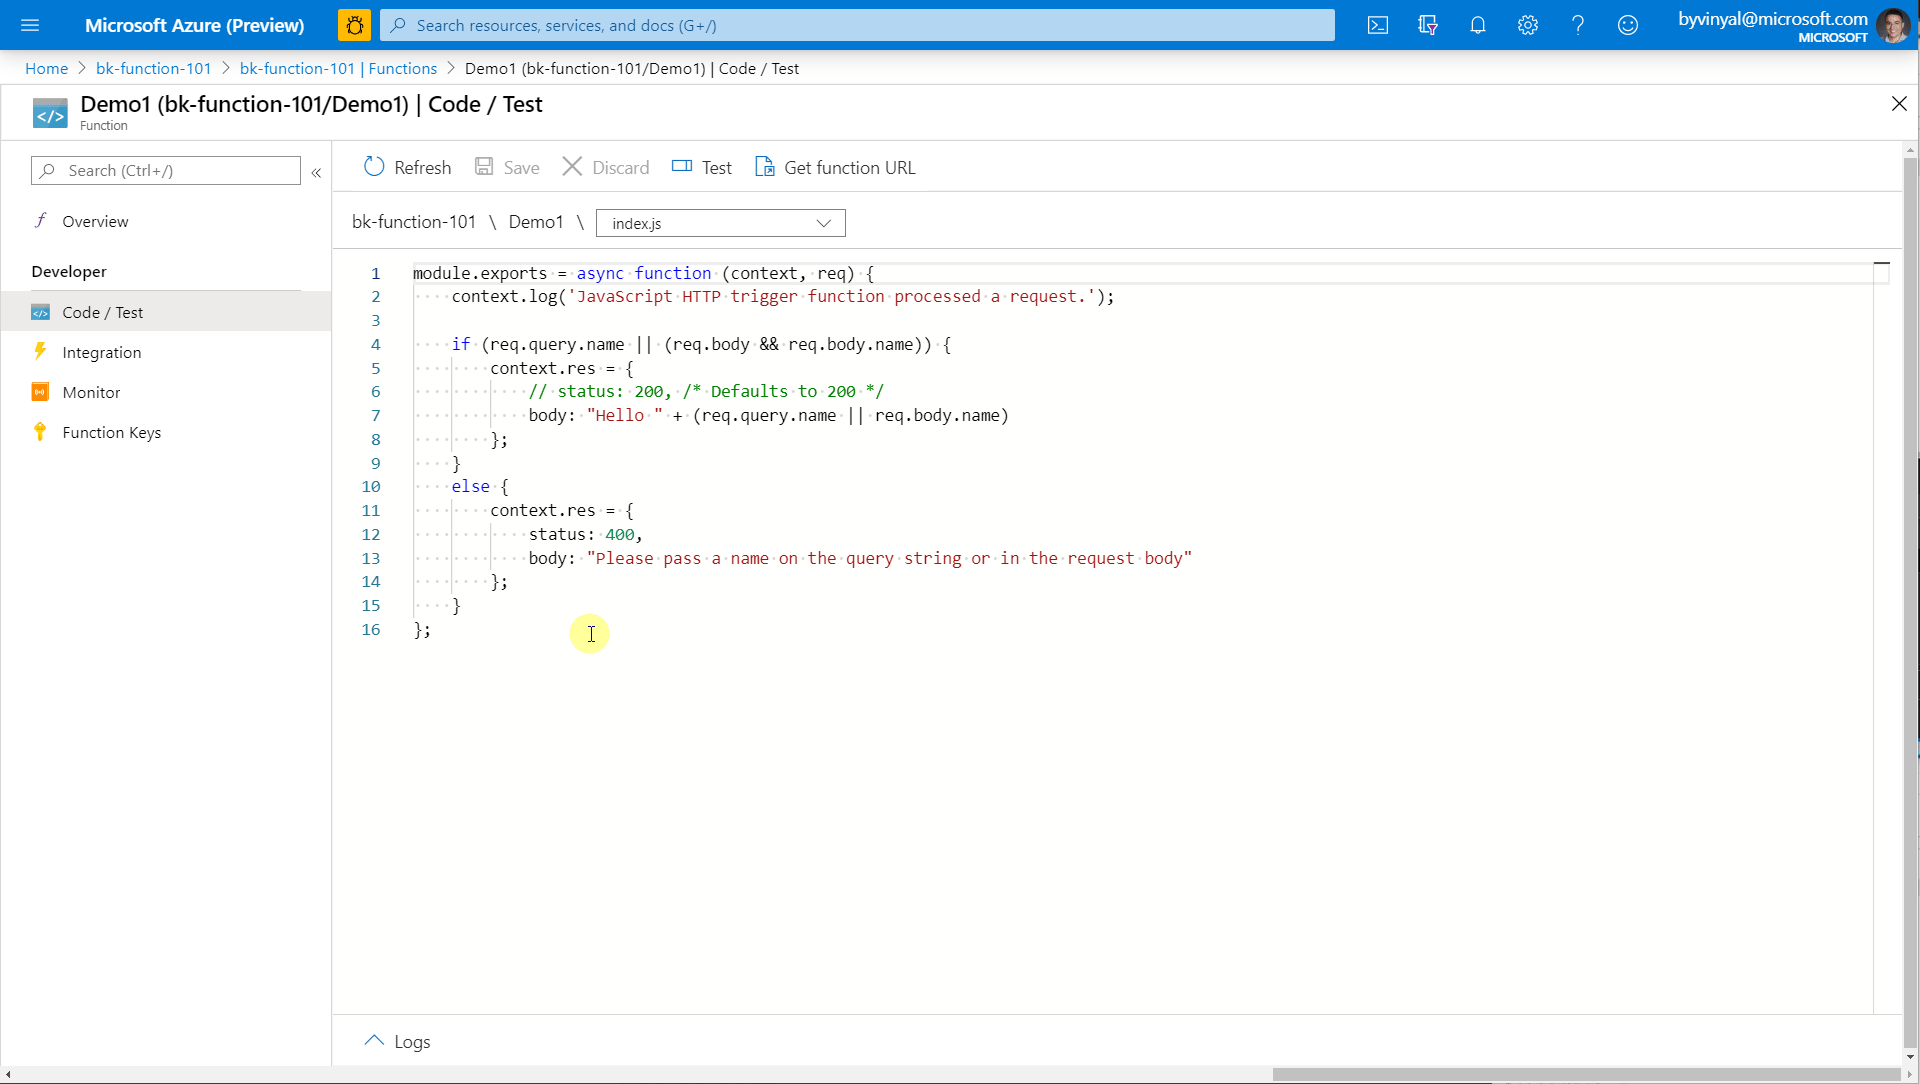 Microsoft Azure (Preview)
Search resources, services, and docs (G+/)
byvinyal@microsoft.com
MICROSOFT
Home > bk-function-101 > bk-function-101 | Functions > Demo1 (bk-function-101/Demo1) | Code / Test
Demo1 (bk-function-101/Demo1) | Code / Test
Function
Search (Ctrl+/)
«
Overview
Developer
Code / Test
Integration
Monitor
Function Keys
Refresh Save Discard Test Get function URL
bk-function-101 \ Demo1 \ index.js
1 module.exports = async function (context, req) {
2     context.log('JavaScript HTTP trigger function processed a request.');
3
4     if (req.query.name || (req.body && req.body.name)) {
5         context.res = {
6             // status: 200, /* Defaults to 200 */
7             body: "Hello " + (req.query.name || req.body.name)
8         };
9     }
10     else {
11         context.res = {
12             status: 400,
13             body: "Please pass a name on the query string or in the request body"
14         };
15     }
16 };
Logs